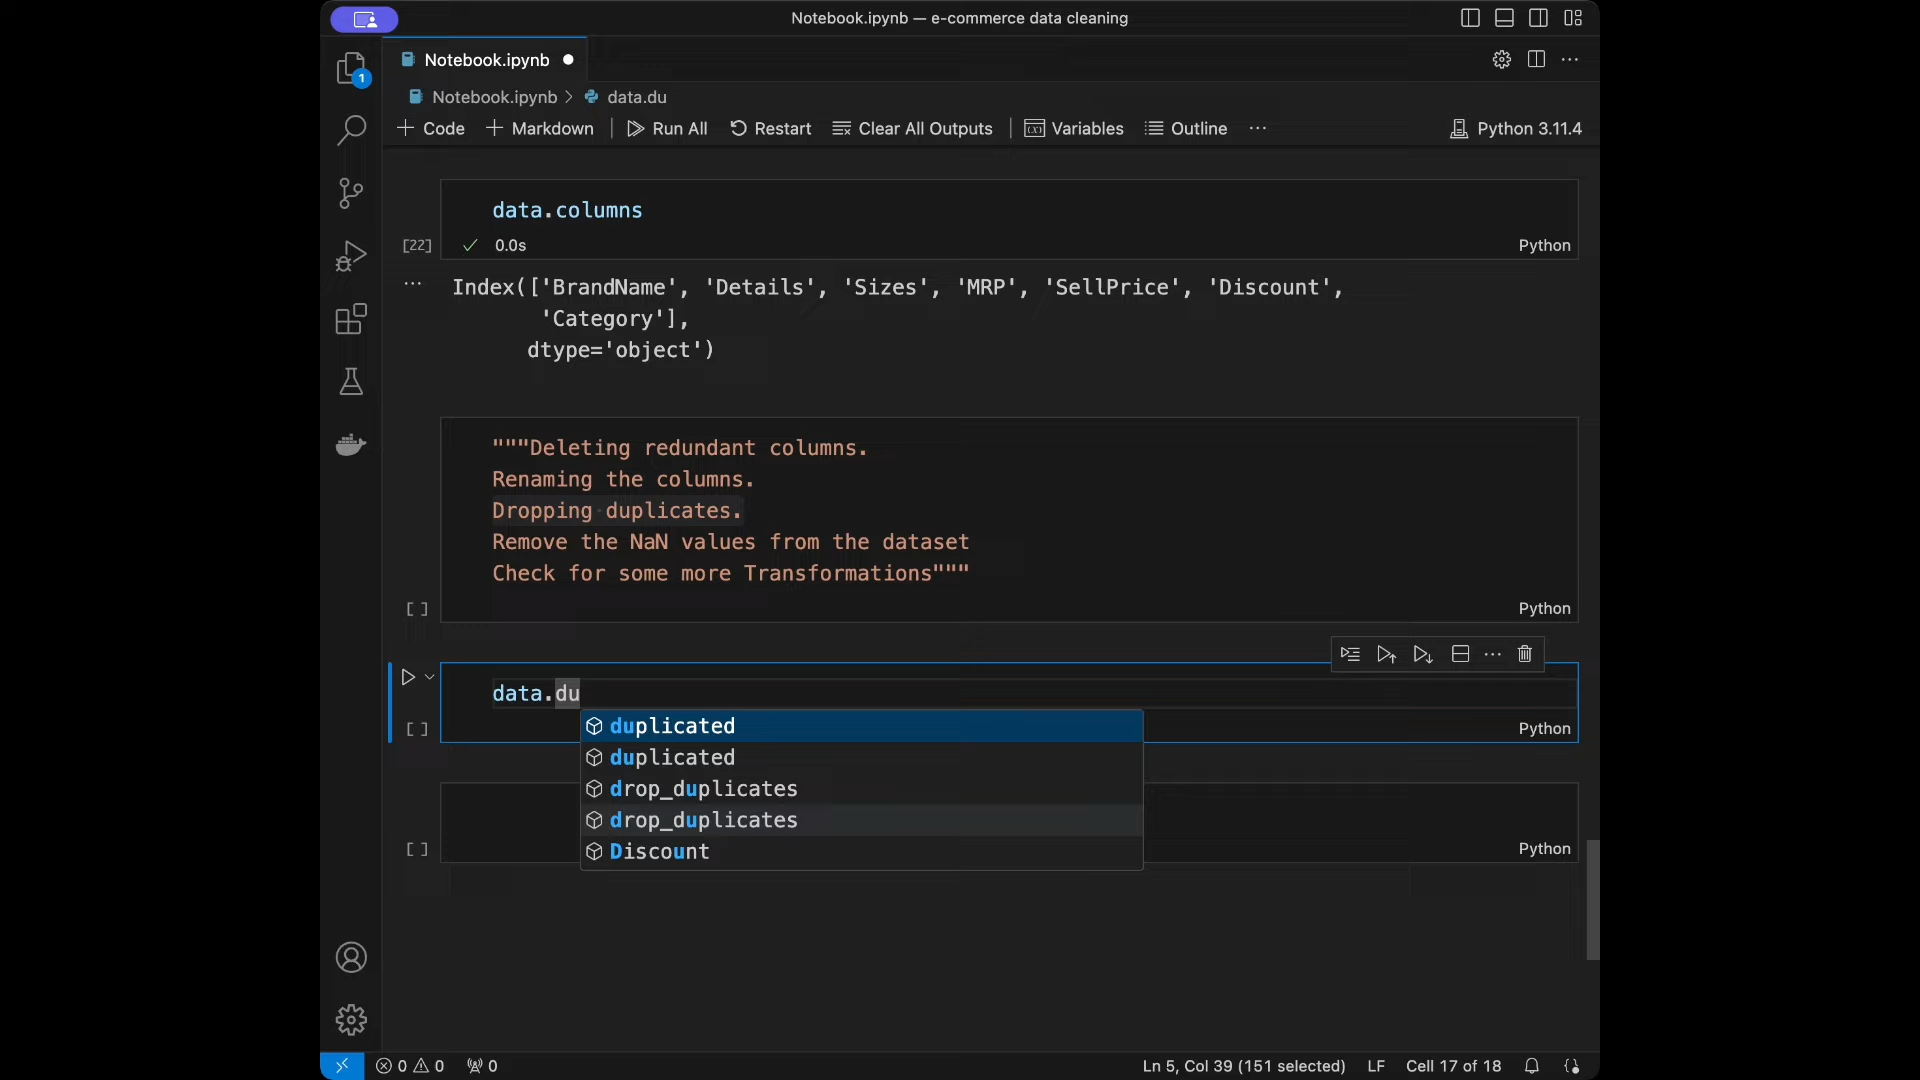 Notebook.ipynb — e-commerce data cleaning
Notebook.ipynb
1
Notebook.ipynb > data.du
Code Markdown Run All Restart Clear All Outputs Variables Outline ... Python 3.11.4
data.columns
[22] 0.0s Python
... Index(['BrandName', 'Details', 'Sizes', 'MRP', 'SellPrice', 'Discount',
'Category'],
dtype='object')
"""Deleting redundant columns.
Renaming the columns.
Dropping duplicates.
Remove the NaN values from the dataset
Check for some more Transformations"""
[ ] Python
data.du
duplicated
[ ] Python
duplicated
drop_duplicates
drop_duplicates
[ ] Python
Discount
0 0 0 Ln 5, Col 39 (151 selected) LF Cell 17 of 18